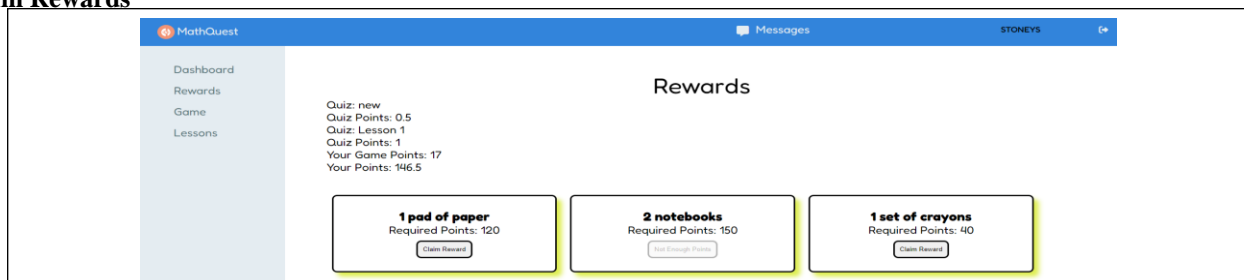 in Rewards
MathQuest
Messages
STONEYS
Dashboard
Rewards
Game
Lessons
Rewards
Quiz: new
Quiz Points: 0.5
Quiz: Lesson 1
Quiz Points: 1
Your Game Points: 17
Your Points: 146.5
1 pad of paper
Required Points: 120
Claim Reward
2 notebooks
Required Points: 150
Not Enough Points
1 set of crayons
Required Points: 40
Claim Reward